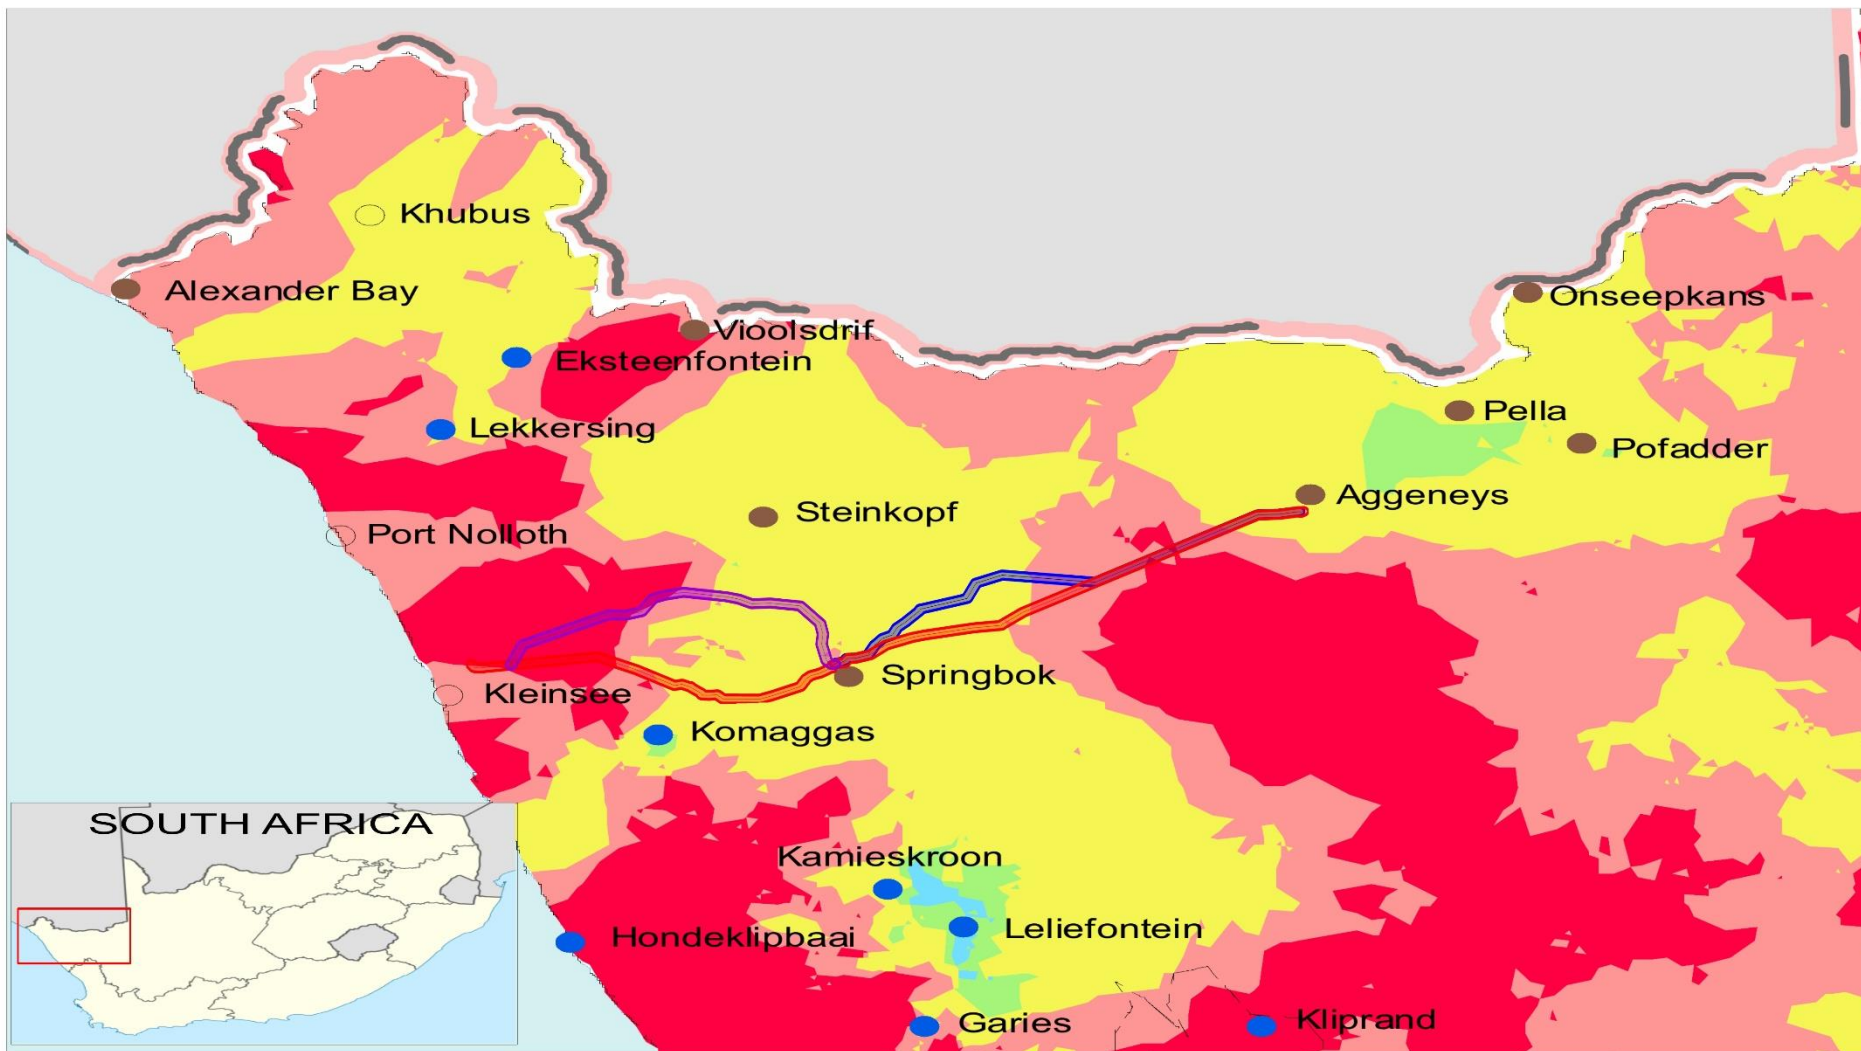 Khubus
Alexander Bay
Onseepkans
Vioolsdrif
Eksteenfontein
Pella
Lekkersing
Pofadder
Aggeneys
Steinkopf
Port Nolloth
Springbok
Kleinsee
Komaggas
SOUTH AFRICA
Kamieskroon
Leliefontein
Hondeklipbaai
Garies
Kliprand